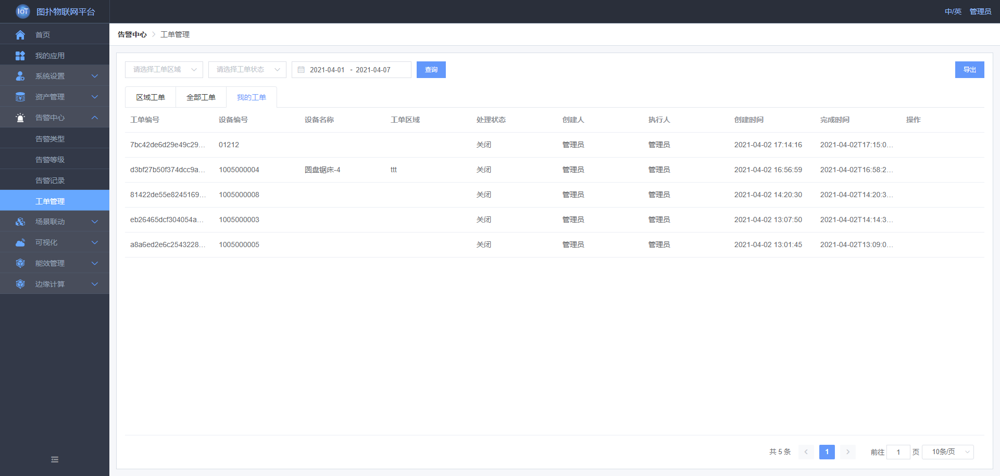 IoT 图扑物联网平台
中/英 管理员
首页
我的应用
系统设置
资产管理
告警中心
告警类型
告警等级
告警记录
工单管理
场景联动
可视化
能效管理
边缘计算
告警中心 工单管理
请选择工单区域 请选择工单状态 2021-04-01 - 2021-04-07 查询 导出
区域工单 全部工单 我的工单
工单编号 设备编号 设备名称 工单区域 处理状态 创建人 执行人 创建时间 完成时间 操作
7bc42de6d29e49c29... 01212 关闭 管理员 管理员 2021-04-02 17:14:16 2021-04-02T17:15:0...
d3bf27b50f374dcc9a... 1005000004 圆盘锯床-4 ttt 关闭 管理员 管理员 2021-04-02 16:56:59 2021-04-02T16:58:2...
81422de55e8245169... 1005000008 关闭 管理员 管理员 2021-04-02 14:20:30 2021-04-02T14:20:3...
eb26465dcf304054a... 1005000003 关闭 管理员 管理员 2021-04-02 13:07:50 2021-04-02T14:14:3...
a8a6ed2e6c2543228... 1005000005 关闭 管理员 管理员 2021-04-02 13:01:45 2021-04-02T13:09:0...
共 5 条 1 前往 1 页 10条/页